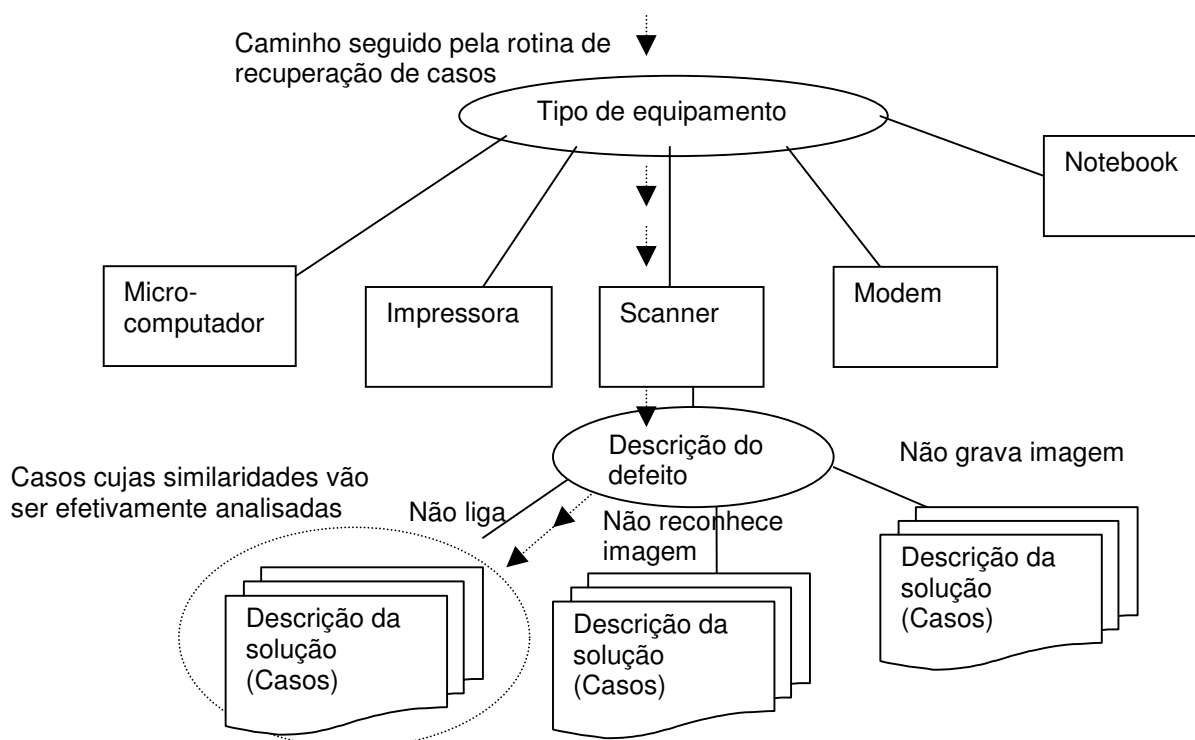 Caminho seguido pela rotina de
recuperação de casos
Tipo de equipamento
Notebook
Micro-
computador
Impressora
Scanner
Modem
Descrição do
defeito
Não grava imagem
Casos cujas similaridades vão
ser efetivamente analisadas
Não liga
Não reconhece
imagem
Descrição da
solução
(Casos)
Descrição da
solução
(Casos)
Descrição da
solução
(Casos)